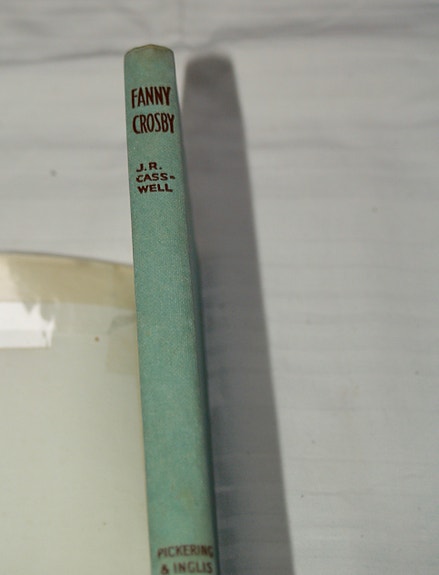 FANNY
CROSBY
J.R.
CASS-
WELL
PICKERING
& INGLIS